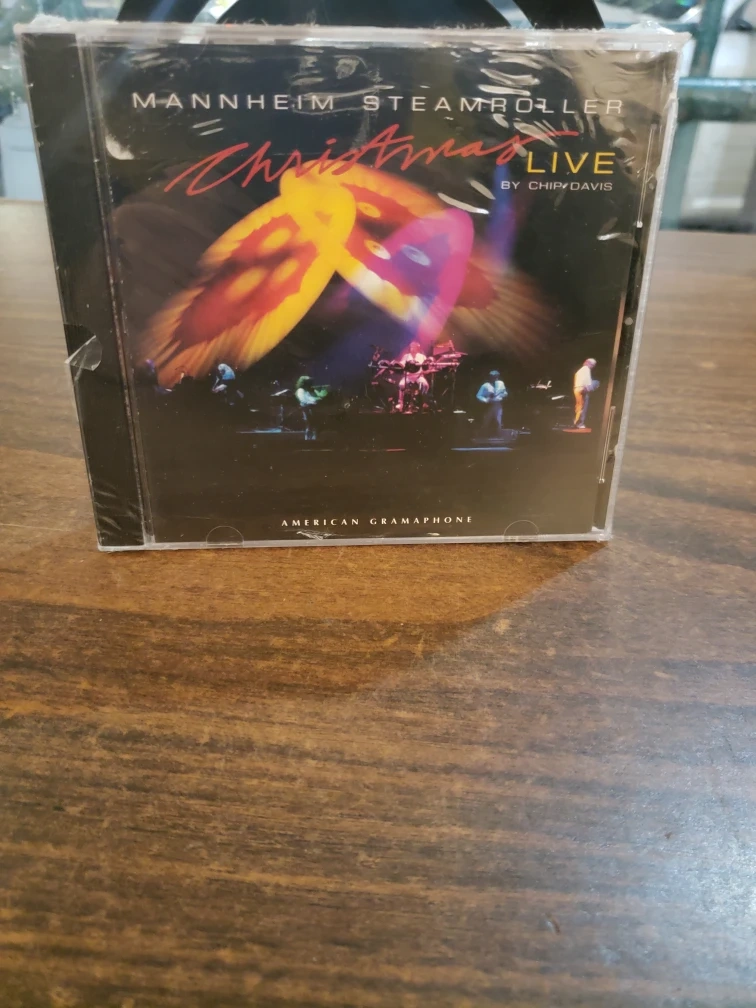 MANNHEIM STEAMROLLER
Christmas
LIVE
BY CHIP DAVIS
AMERICAN GRAMAPHONE